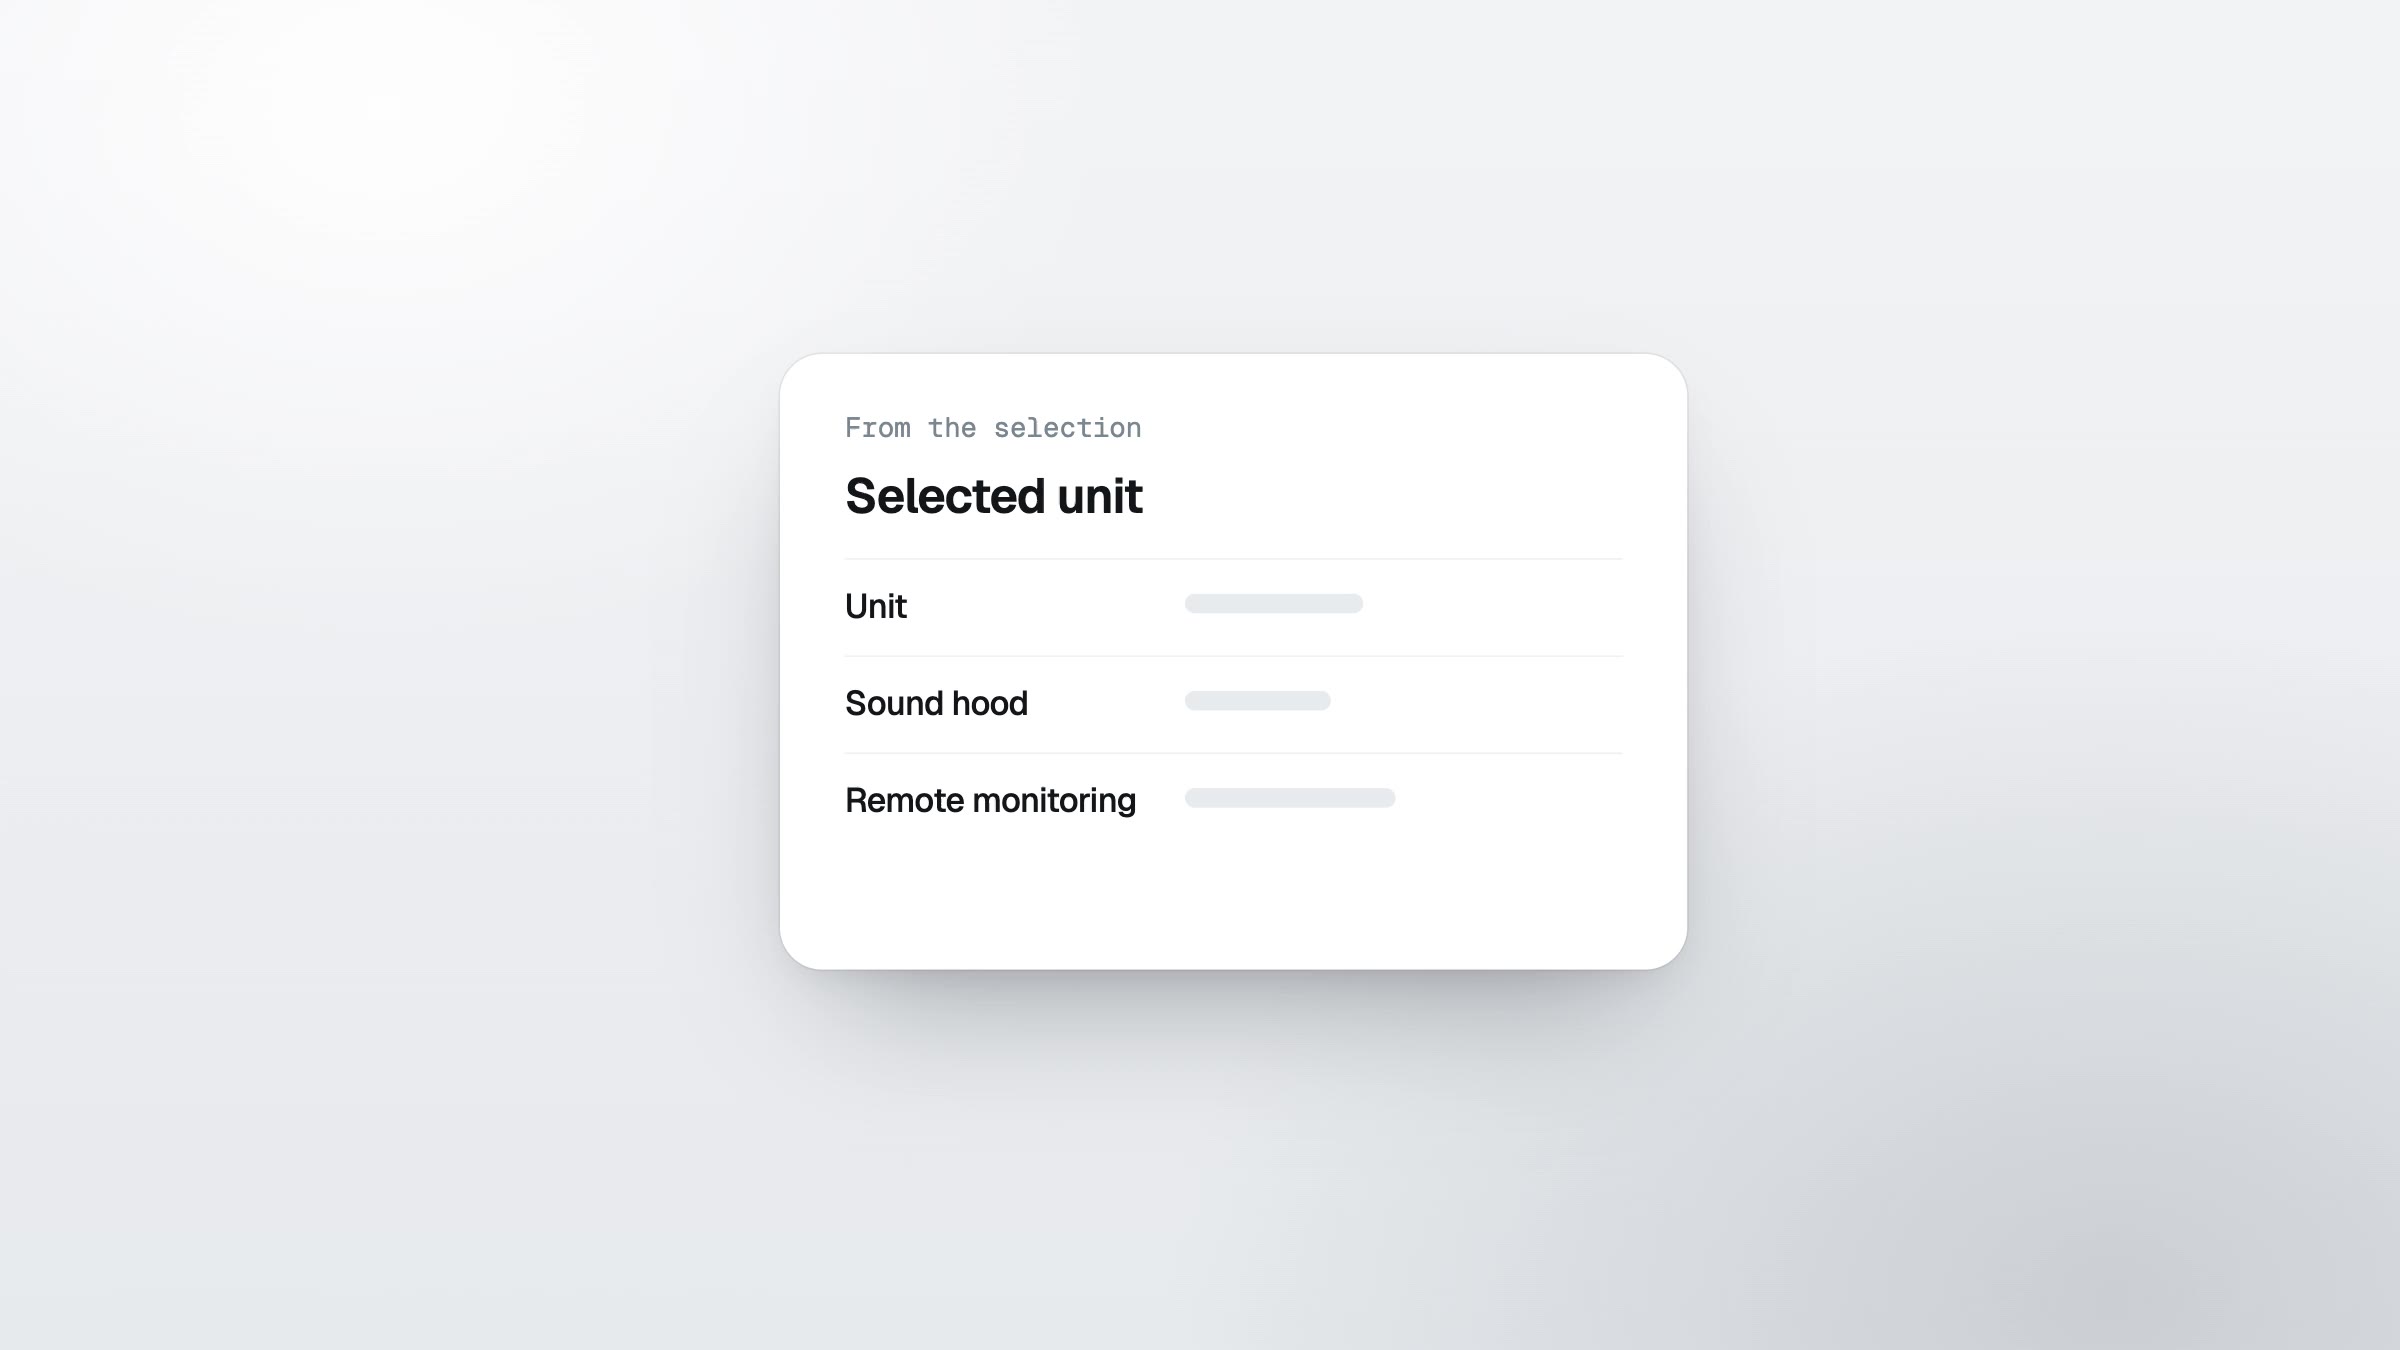 From the selection
Selected unit
Unit
Sound hood
Remote monitoring